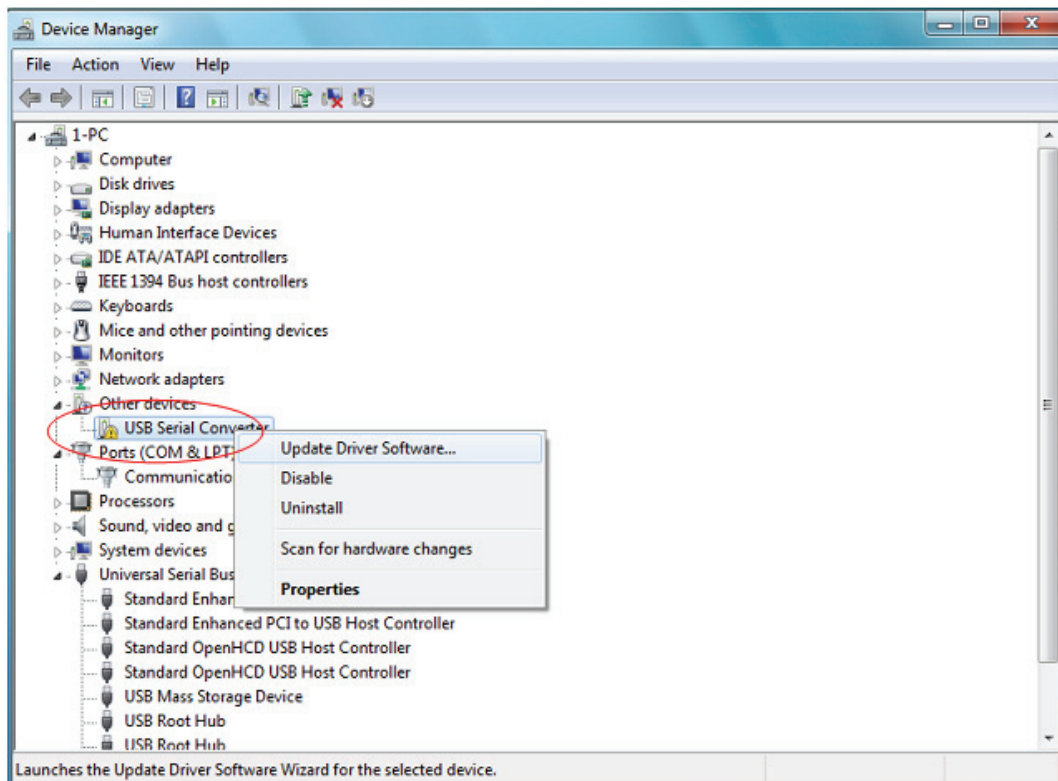 Device Manager
File Action View Help
1-PC
Computer
Disk drives
Display adapters
Human Interface Devices
IDE ATA/ATAPI controllers
IEEE 1394 Bus host controllers
Keyboards
Mice and other pointing devices
Monitors
Network adapters
Other devices
USB Serial Converter
Update Driver Software...
Ports (COM & LPT)
Communicatio
Disable
Processors
Uninstall
Sound, video and g
System devices
Scan for hardware changes
Universal Serial Bus
Properties
Standard Enhan
Standard Enhanced PCI to USB Host Controller
Standard OpenHCD USB Host Controller
Standard OpenHCD USB Host Controller
USB Mass Storage Device
USB Root Hub
USB Root Hub
Launches the Update Driver Software Wizard for the selected device.